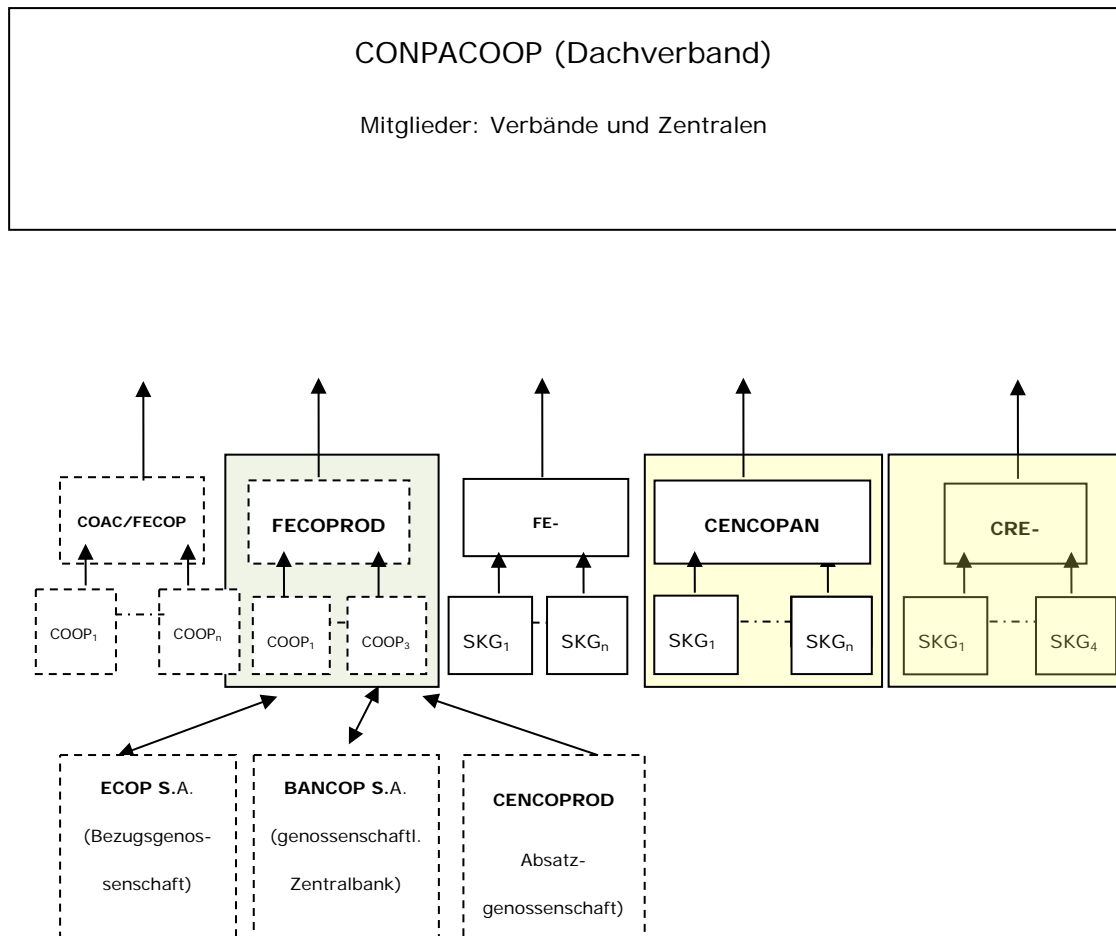 CONPACOOP (Dachverband)
Mitglieder: Verbände und Zentralen
COAC/FECOP
FECOPROD
FE-
CENCOPAN
CRE-
COOP₁
COOPₙ
COOP₁
COOP₃
SKG₁
SKGₙ
SKG₁
SKGₙ
SKG₁
SKG₄
ECOP S.A.
(Bezugsgenos-
senschaft)
BANCOP S.A.
(genossenschaftl.
Zentralbank)
CENCOPROD
Absatz-
genossenschaft)